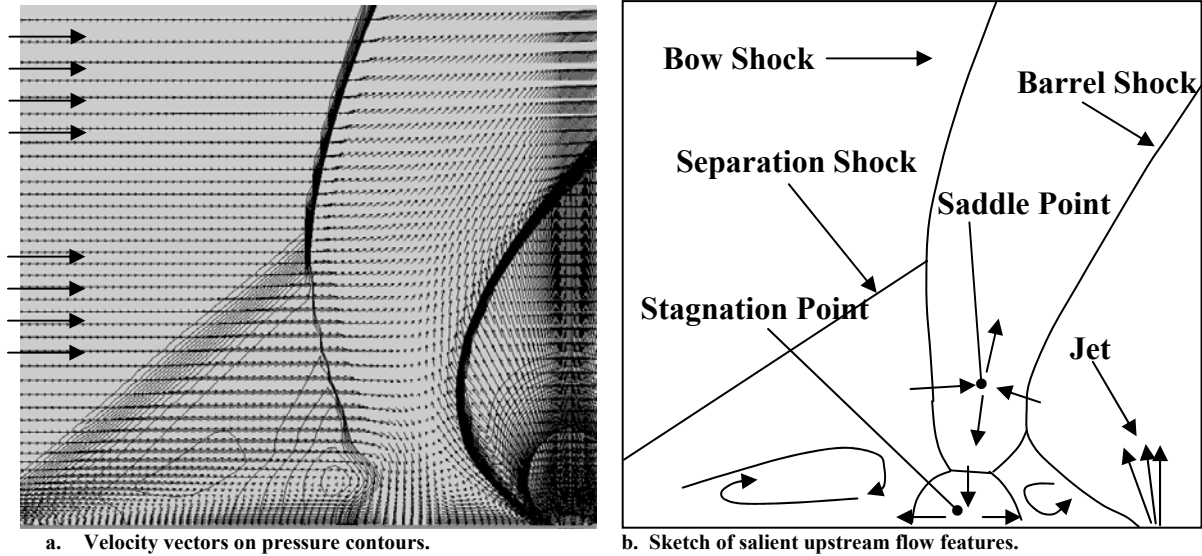 Bow Shock
Barrel Shock
Separation Shock
Saddle Point
Stagnation Point
Jet
a. Velocity vectors on pressure contours.
b. Sketch of salient upstream flow features.